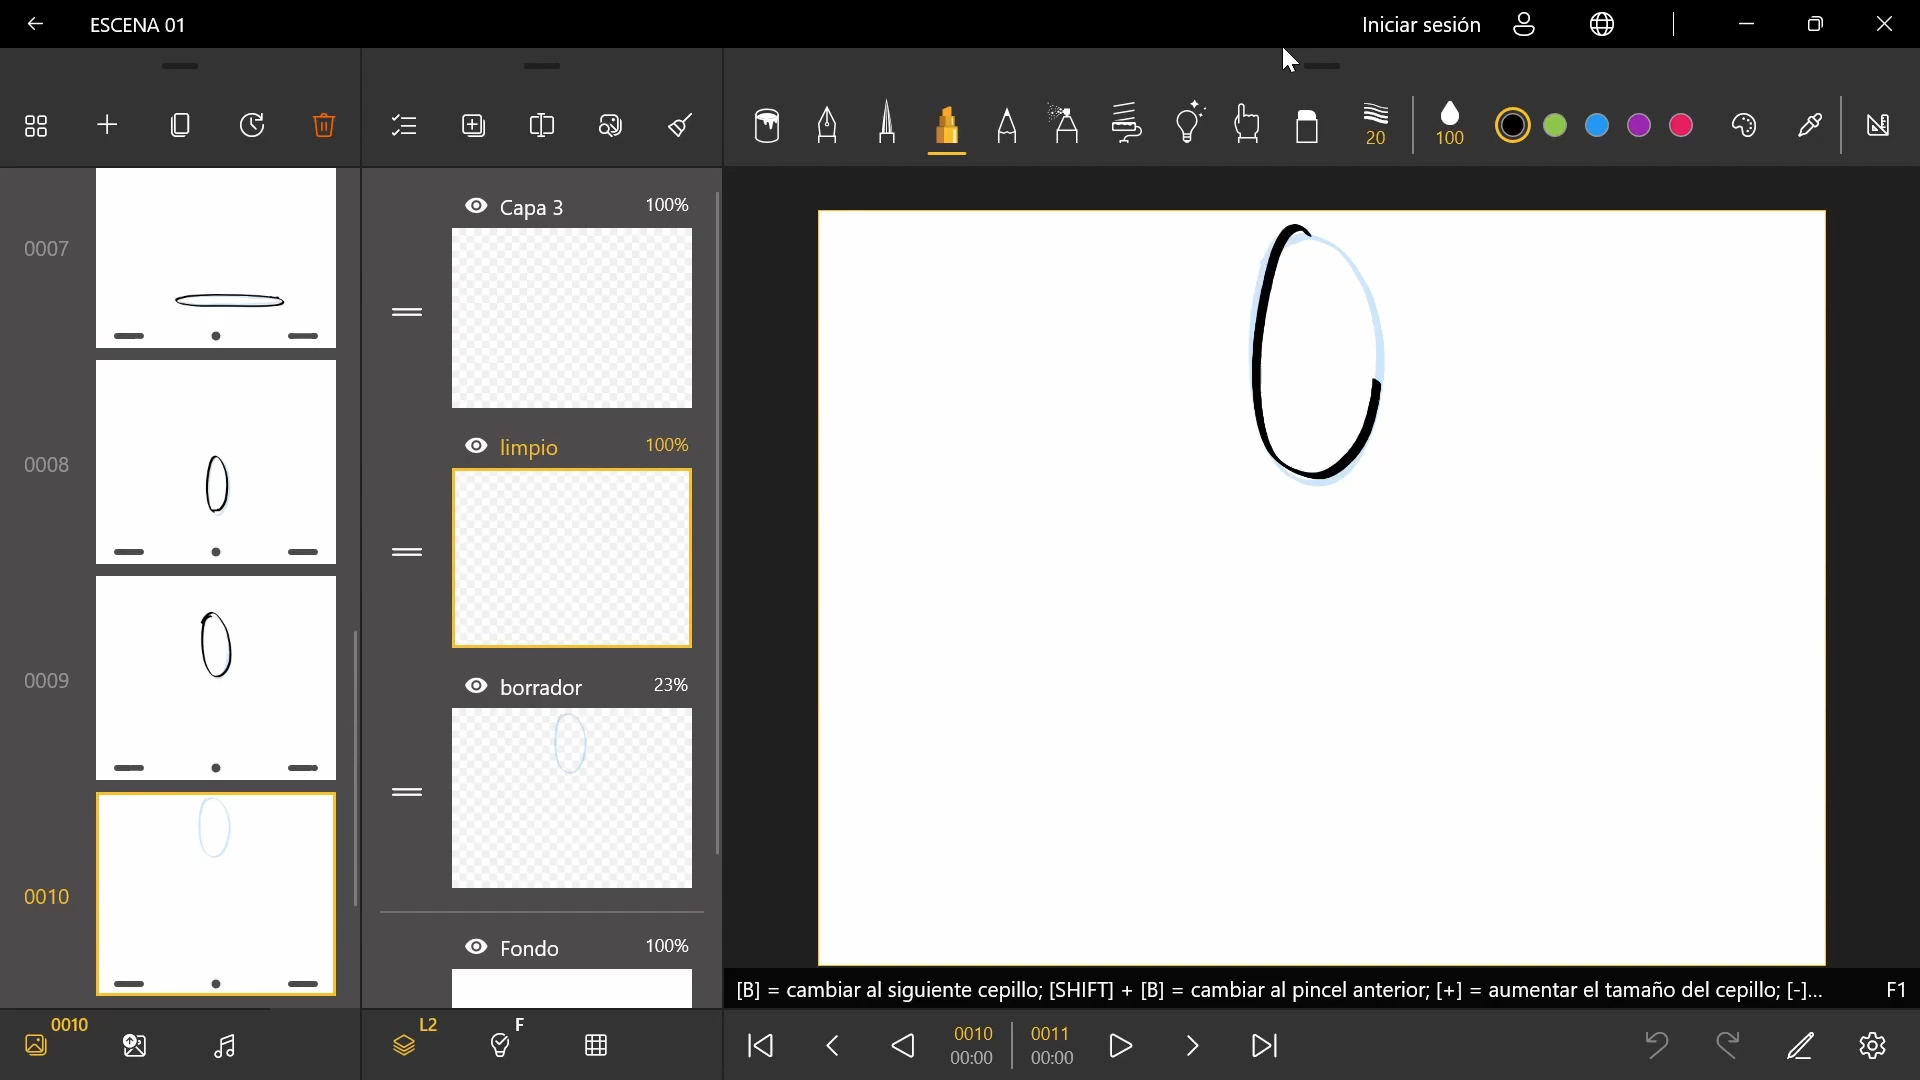 ESCENA 01
Iniciar sesión
20
100
0007
0008
0009
0010
Capa 3 100%
limpio 100%
borrador 23%
Fondo 100%
[B] = cambiar al siguiente cepillo; [SHIFT] + [B] = cambiar al pincel anterior; [+] = aumentar el tamaño del cepillo; [-]... F1
0010
L2
F
0010 0011
00:00 00:00